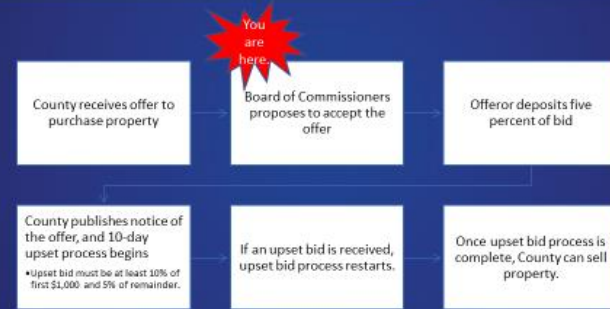 You
are
here.
County receives offer to
purchase property
Board of Commissioners
proposes to accept the
offer
Offeror deposits five
percent of bid
County publishes notice of
the offer, and 10-day
upset process begins
•Upset bid must be at least 10% of
first $1,000 and 5% of remainder.
If an upset bid is received,
upset bid process restarts.
Once upset bid process is
complete, County can sell
property.